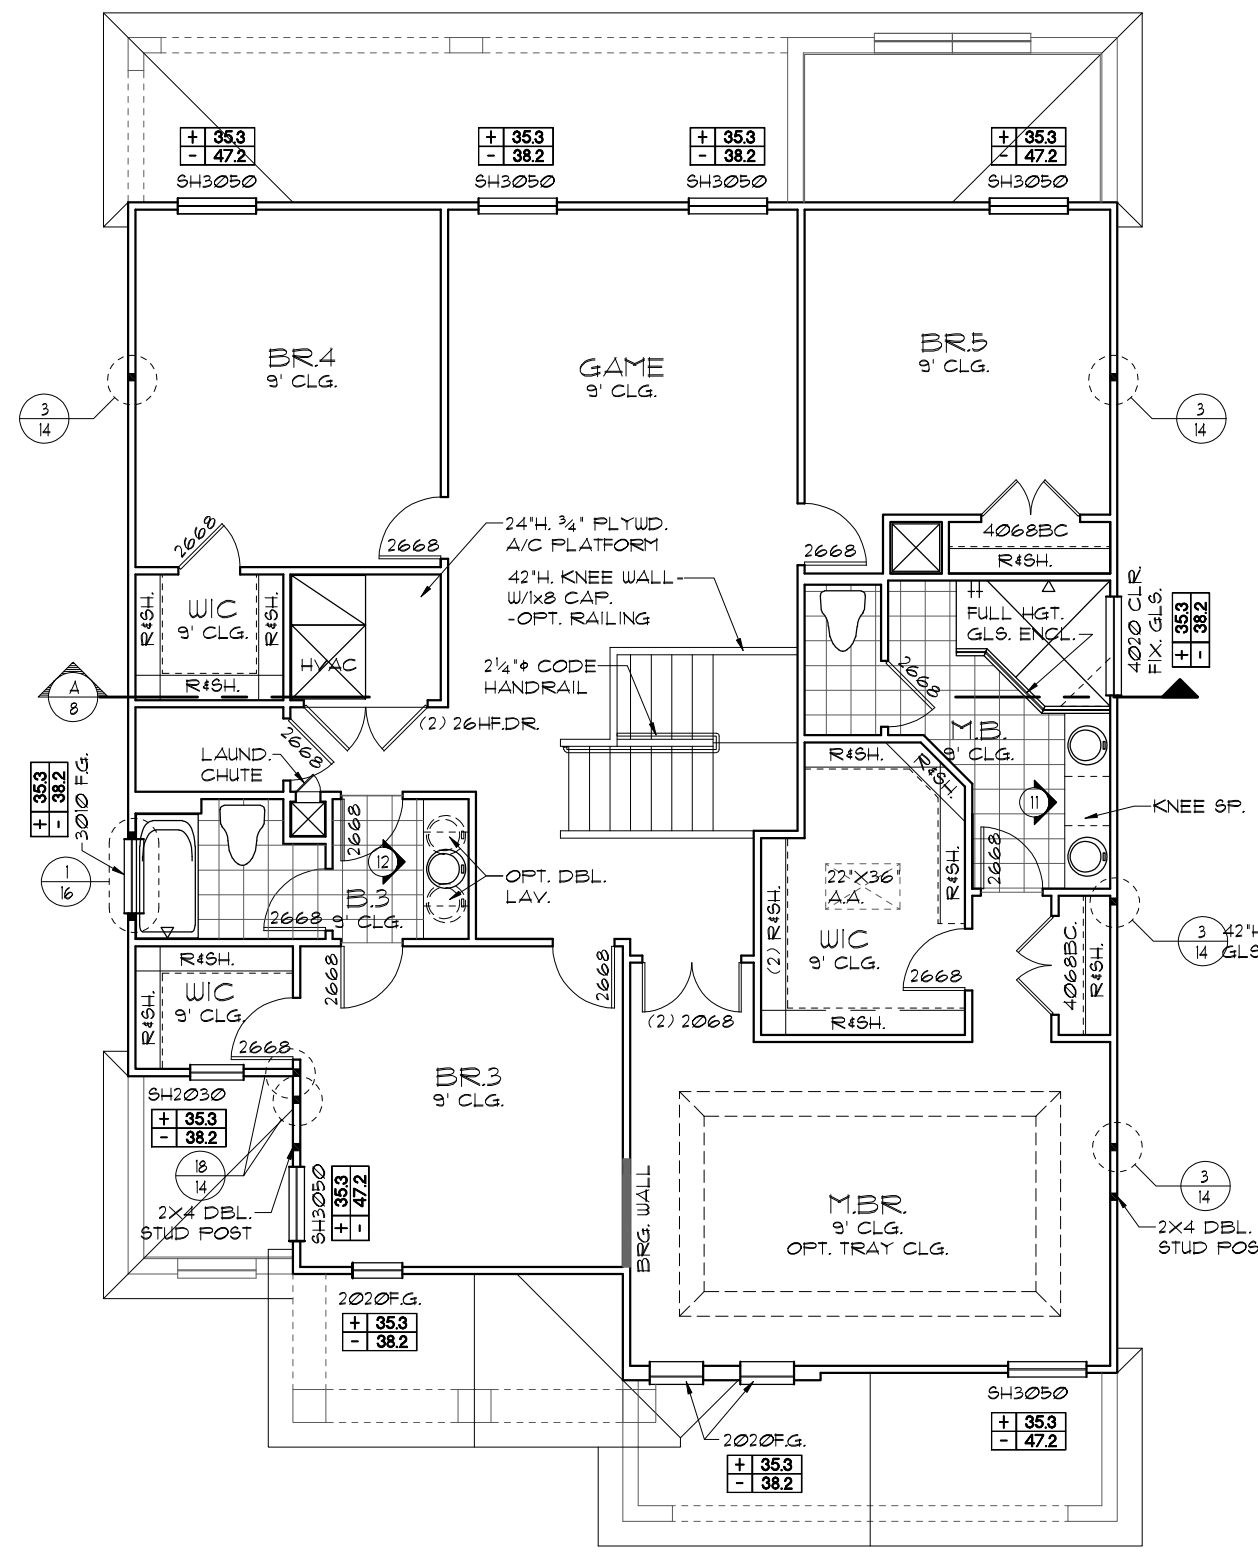 + 35.3
- 47.2
SH3050
+ 35.3
- 38.2
SH3050
+ 35.3
- 38.2
SH3050
+ 35.3
- 47.2
SH3050
BR.4
9' CLG.
GAME
9' CLG.
BR.5
9' CLG.
3
14
3
14
2668
2668
24"H. ¾" PLYWD.
A/C PLATFORM
2668
4068BC
R&SH.
42"H. KNEE WALL
W/1x8 CAP.
-OPT. RAILING
R&SH.
WIC
9' CLG.
R&SH.
R&SH.
HVAC
FULL HGT.
GLS. ENCL.
4020 CLR.
FIX. GLS.
+ 35.3
- 38.2
2¼"ϕ CODE
HANDRAIL
2668
A
8
(2) 26HF.DR.
M.B.
9' CLG.
2668
LAUND.
CHUTE
R&SH.
R&SH.
+ 35.3
- 38.2
3010 F.G.
11
KNEE SP.
2668
12
2668
1
16
OPT. DBL.
LAV.
22"X36"
A.A.
R&SH.
B.3
9' CLG.
2668
(2) R&SH.
WIC
9' CLG.
3
14
42"H
GLS
R&SH.
WIC
9' CLG.
R&SH.
2668
2668
2668
4068BC.
R&SH.
2668
(2) 2068
R&SH.
2668
BR.3
9' CLG.
SH2030
+ 35.3
- 38.2
18
14
2X4 DBL.
STUD POST
SH3050
+ 35.3
- 47.2
BRG. WALL
M.BR.
9' CLG.
OPT. TRAY CLG.
3
14
2X4 DBL.
STUD POS
2020F.G.
+ 35.3
- 38.2
SH3050
+ 35.3
- 47.2
2020F.G.
+ 35.3
- 38.2